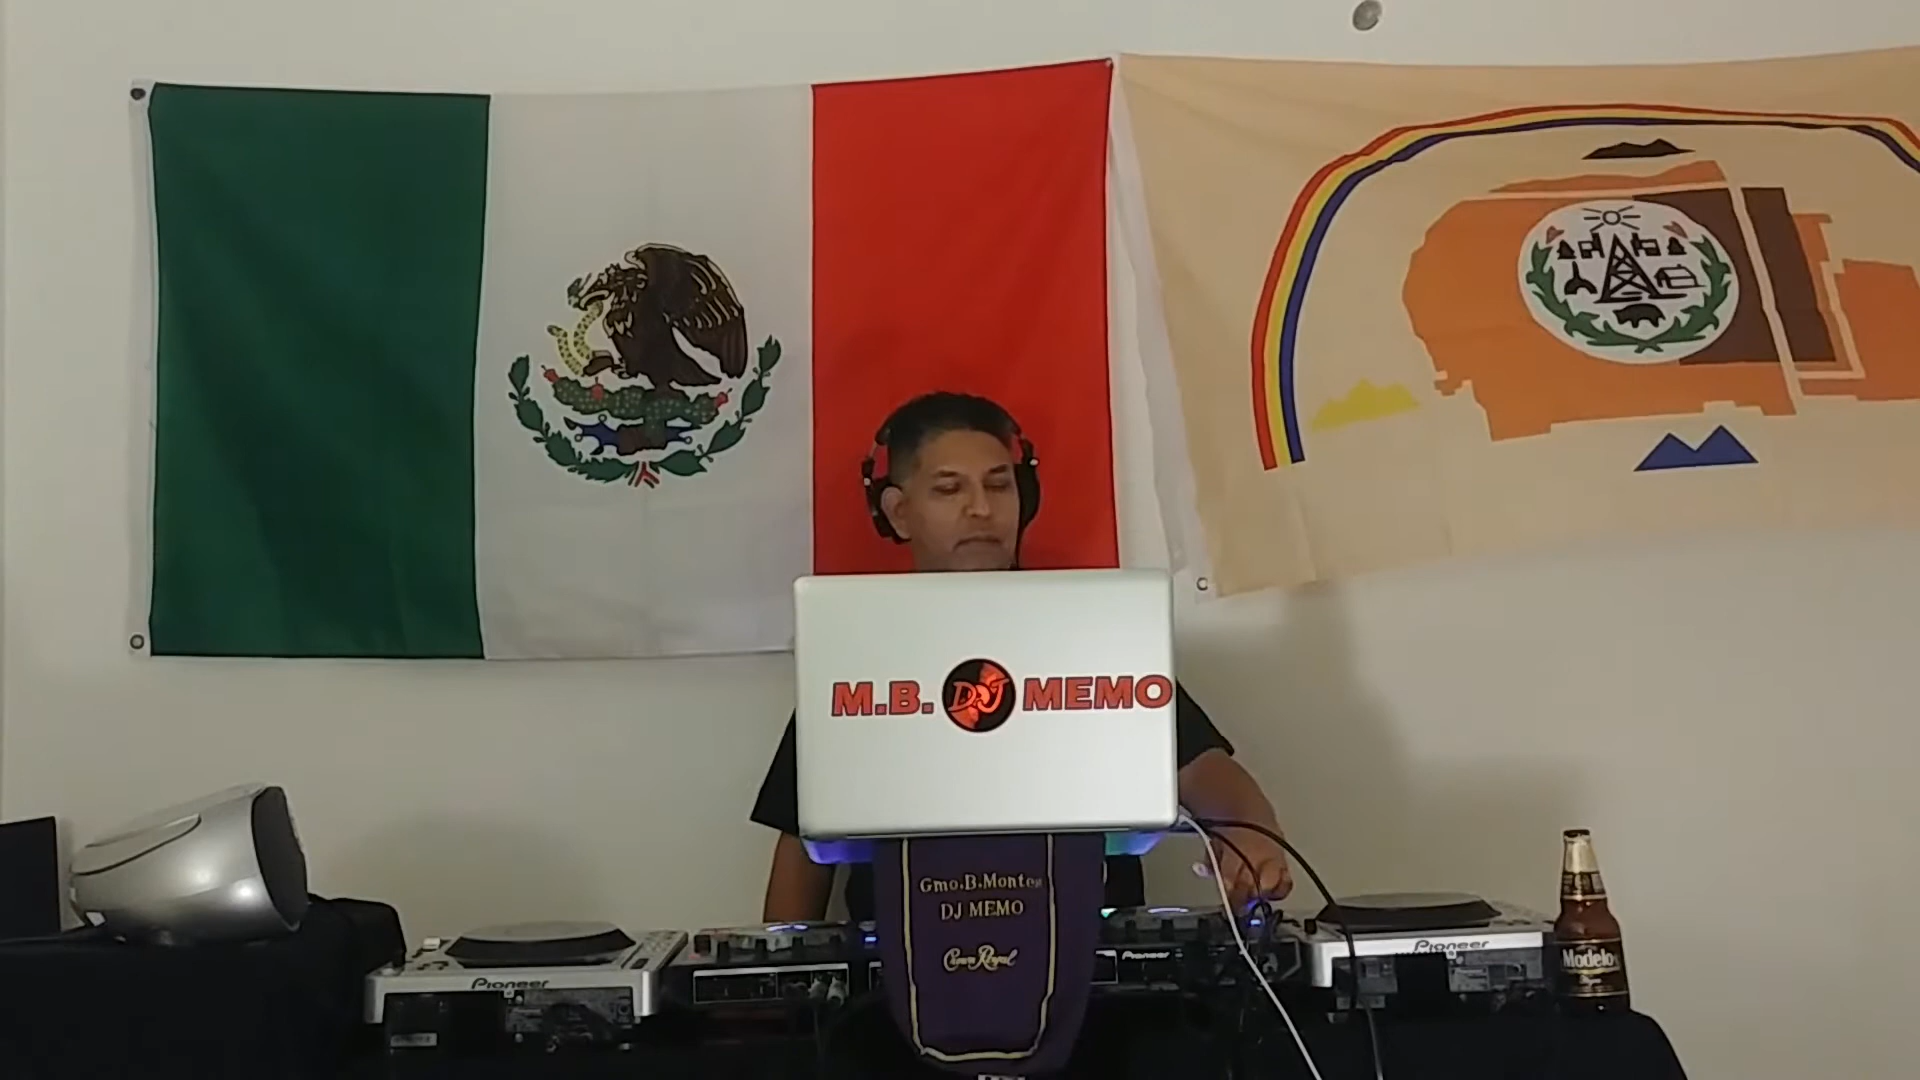 M.B. DJ MEMO
Gmo.B.Montes
DJ MEMO
Crown Royal
Pioneer
Pioneer
Pioneer
Modelo